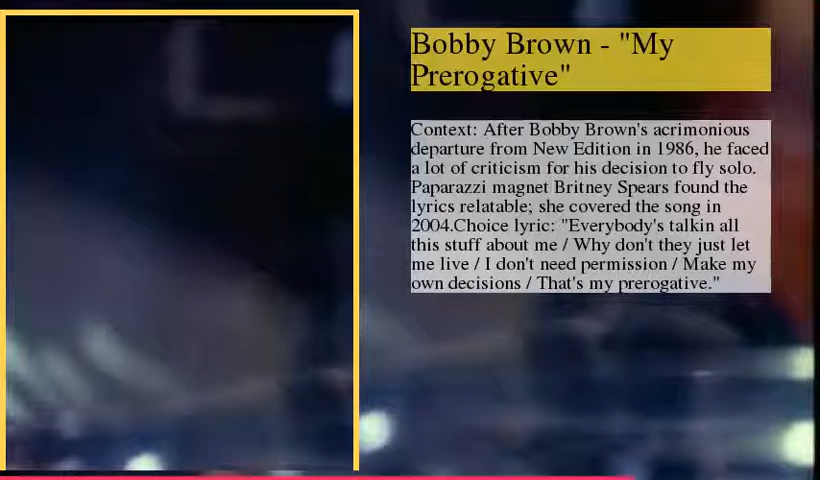 Bobby Brown - "My
Prerogative"
Context: After Bobby Brown's acrimonious
departure from New Edition in 1986, he faced
a lot of criticism for his decision to fly solo.
Paparazzi magnet Britney Spears found the
lyrics relatable; she covered the song in
2004.Choice lyric: "Everybody's talkin all
this stuff about me / Why don't they just let
me live / I don't need permission / Make my
own decisions / That's my prerogative."